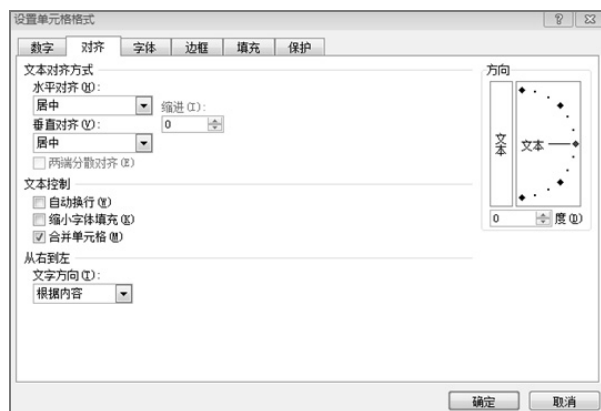 设置单元格格式
数字 对齐 字体 边框 填充 保护
文本对齐方式
水平对齐(H):
居中
缩进(I):
垂直对齐(V):
0
居中
两端分散对齐(E)
文本控制
自动换行(W)
缩小字体填充(K)
合并单元格(M)
从右到左
文字方向(T):
根据内容
方向
文本
文本
0 度(D)
确定 取消